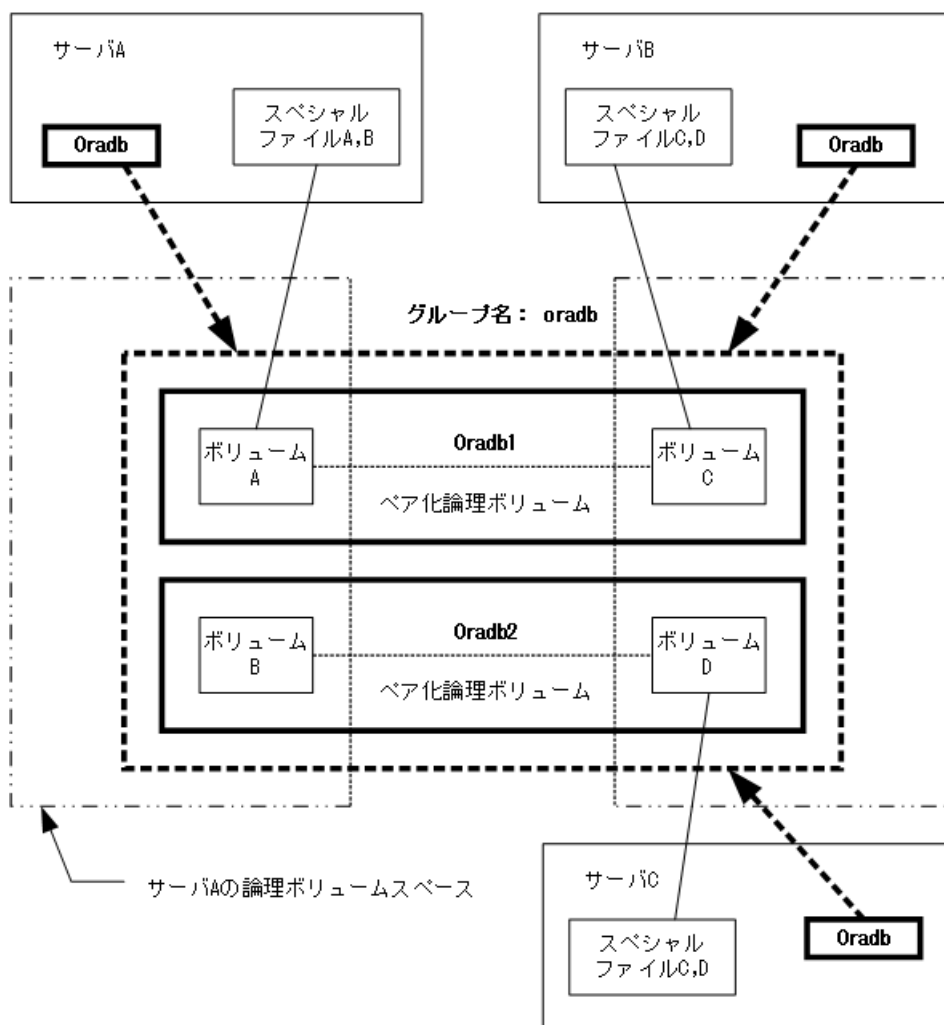 サーバA
スペシャル
ファイルA,B
Oradb
サーバB
スペシャル
ファイルC,D
Oradb
グループ名: oradb
ボリューム
A
Oradb1
ペア化論理ボリューム
ボリューム
C
ボリューム
B
Oradb2
ペア化論理ボリューム
ボリューム
D
サーバAの論理ボリュームスペース
サーバC
スペシャル
ファイルC,D
Oradb